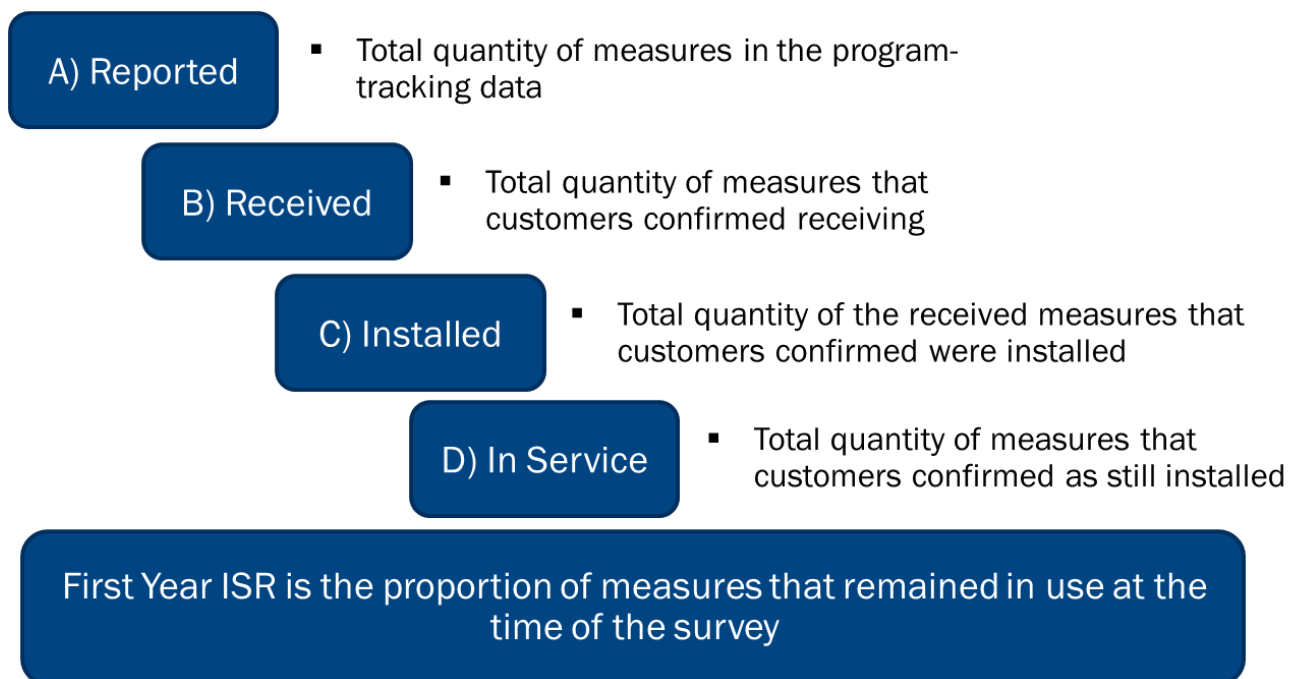 A) Reported
▪ Total quantity of measures in the program-
tracking data
B) Received
▪ Total quantity of measures that
customers confirmed receiving
C) Installed
▪ Total quantity of the received measures that
customers confirmed were installed
D) In Service
▪ Total quantity of measures that
customers confirmed as still installed
First Year ISR is the proportion of measures that remained in use at the
time of the survey